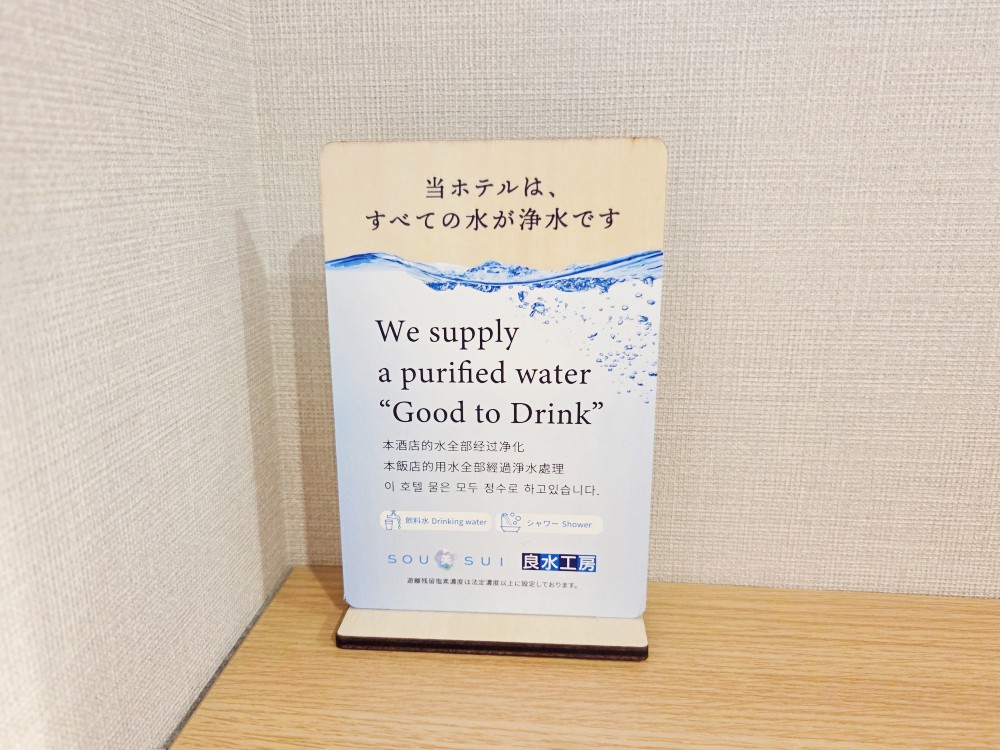 当ホテルは、
すべての水が浄水です
We supply
a purified water
“Good to Drink”
本酒店的水全部经过净化
本飯店的用水全部經過淨水處理
이 호텔 물은 모두 정수로 하고있습니다.
飲料水 Drinking water
シャワー Shower
SOU SUI
良水工房
遊離残留塩素濃度は法定濃度以上に設定しております。